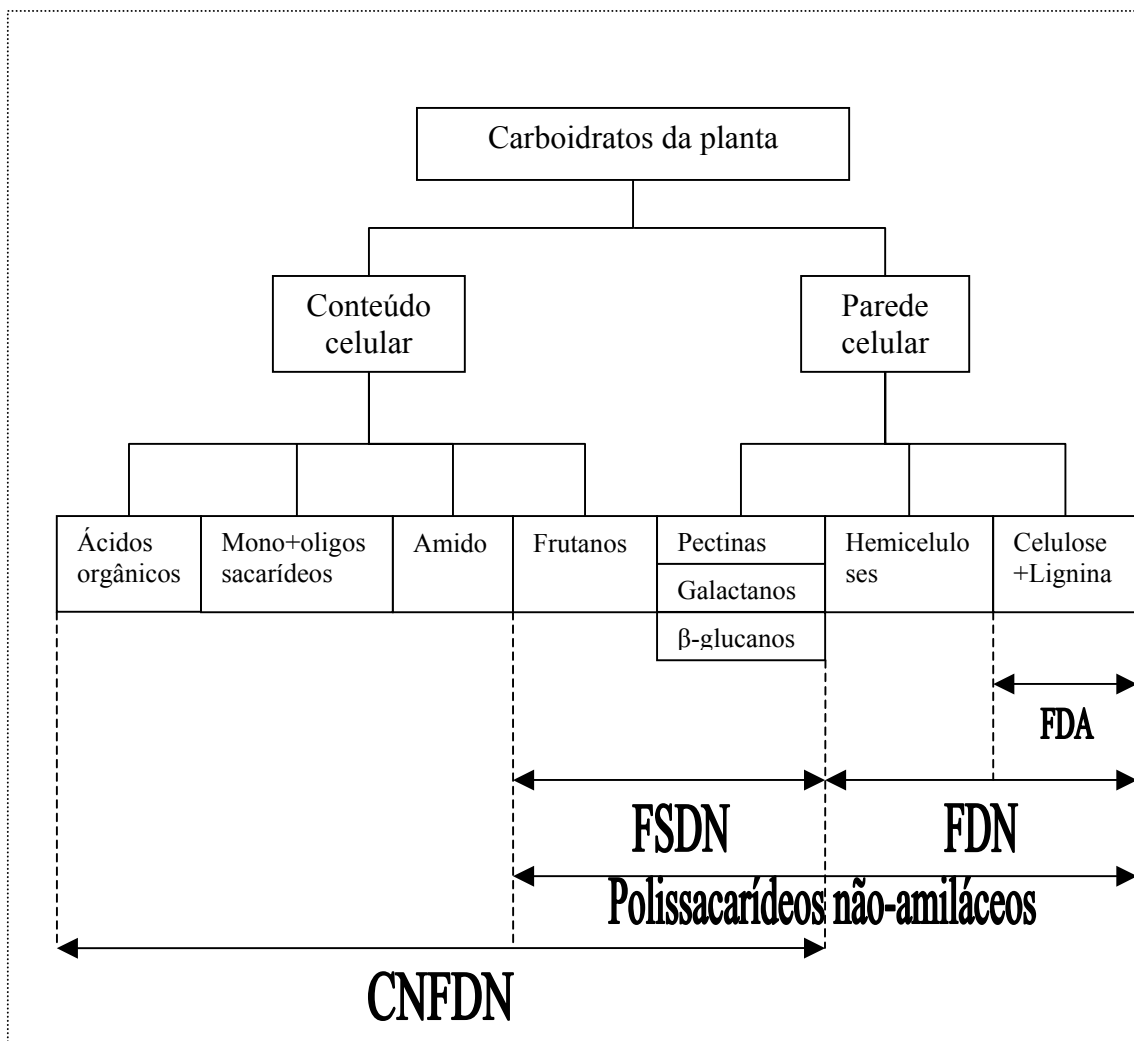 Carboidratos da planta
Conteúdo
celular
Parede
celular
Ácidos
orgânicos
Mono+oligos
sacarídeos
Amido
Frutanos
Pectinas
Galactanos
β-glucanos
Hemicelulo
ses
Celulose
+Lignina
FDA
FSDN
FDN
Polissacarídeos não-amiláceos
CNFDN